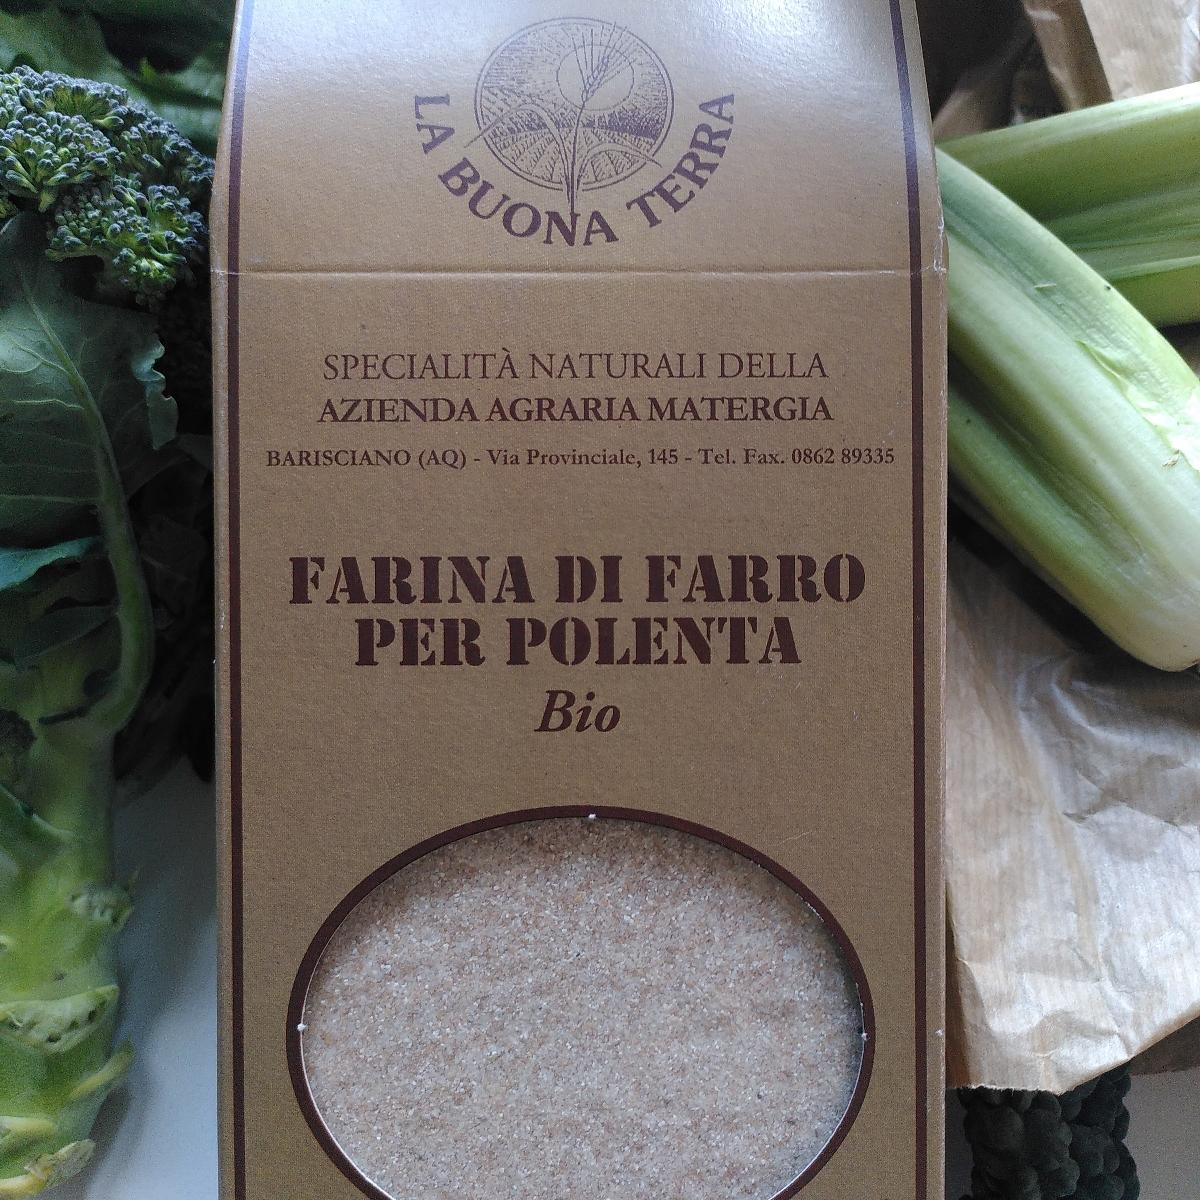 LA BUONA TERRA
SPECIALITÀ NATURALI DELLA
AZIENDA AGRARIA MATERGIA
BARISCIANO (AQ) - Via Provinciale, 145 - Tel. Fax. 0862 89335
FARINA DI FARRO
PER POLENTA
Bio